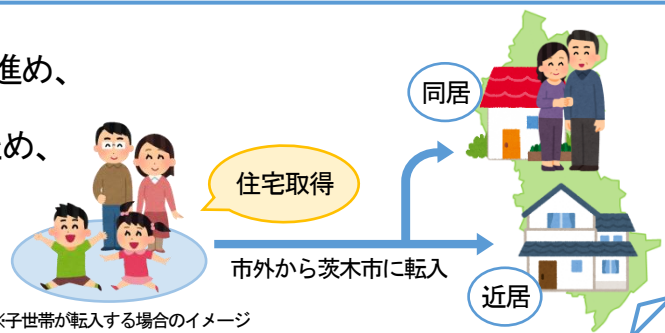 進め、
同居
め、
住宅取得
市外から茨木市に転入
近居
※子世帯が転入する場合のイメージ